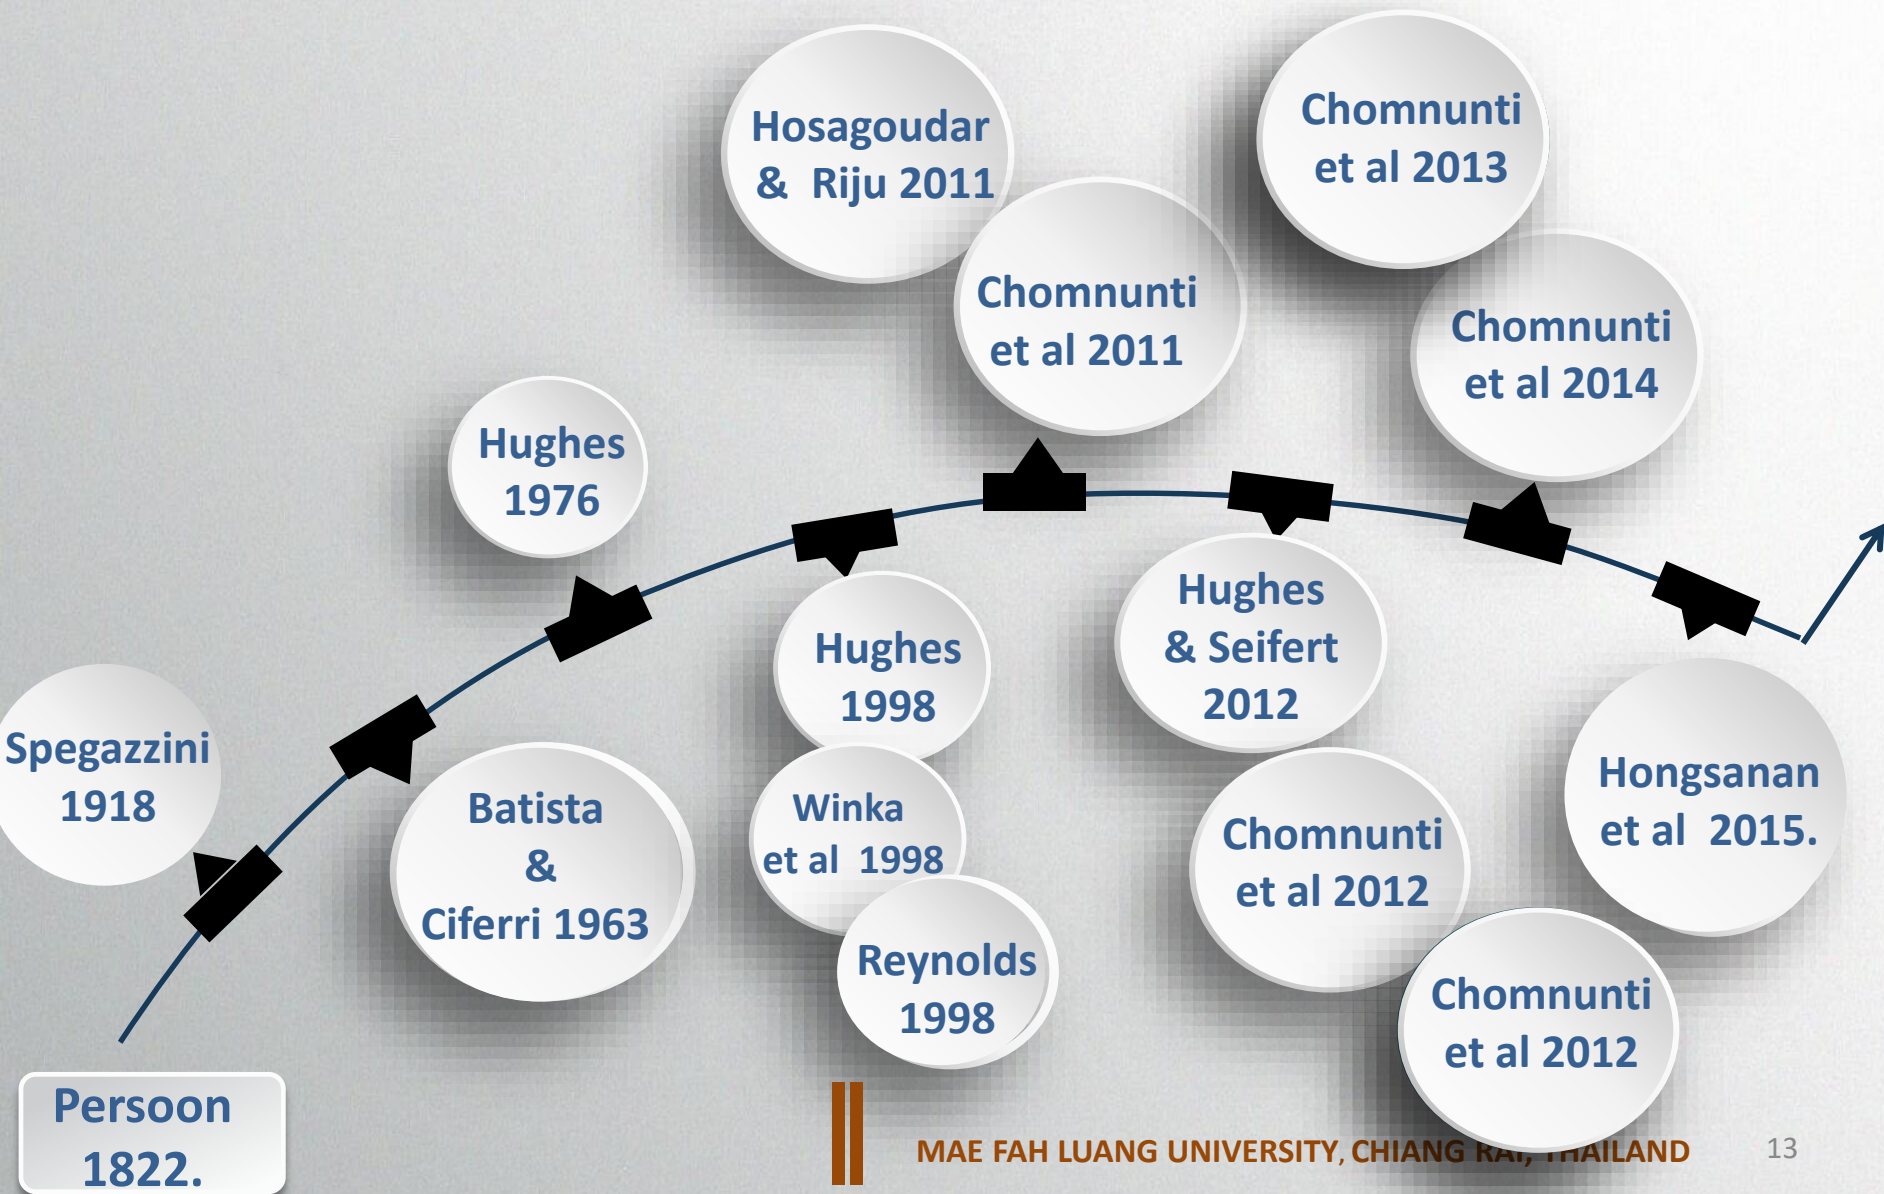 Hosagoudar
& Riju 2011
Chomnunti
et al 2013
Chomnunti
et al 2011
Chomnunti
et al 2014
Hughes
1976
Hughes
1998
Hughes
& Seifert
2012
Spegazzini
1918
Batista
&
Ciferri 1963
Winka
et al 1998
Reynolds
1998
Chomnunti
et al 2012
Hongsanan
et al 2015.
Chomnunti
et al 2012
Persoon
1822.
MAE FAH LUANG UNIVERSITY, CHIANG RAI, THAILAND
13